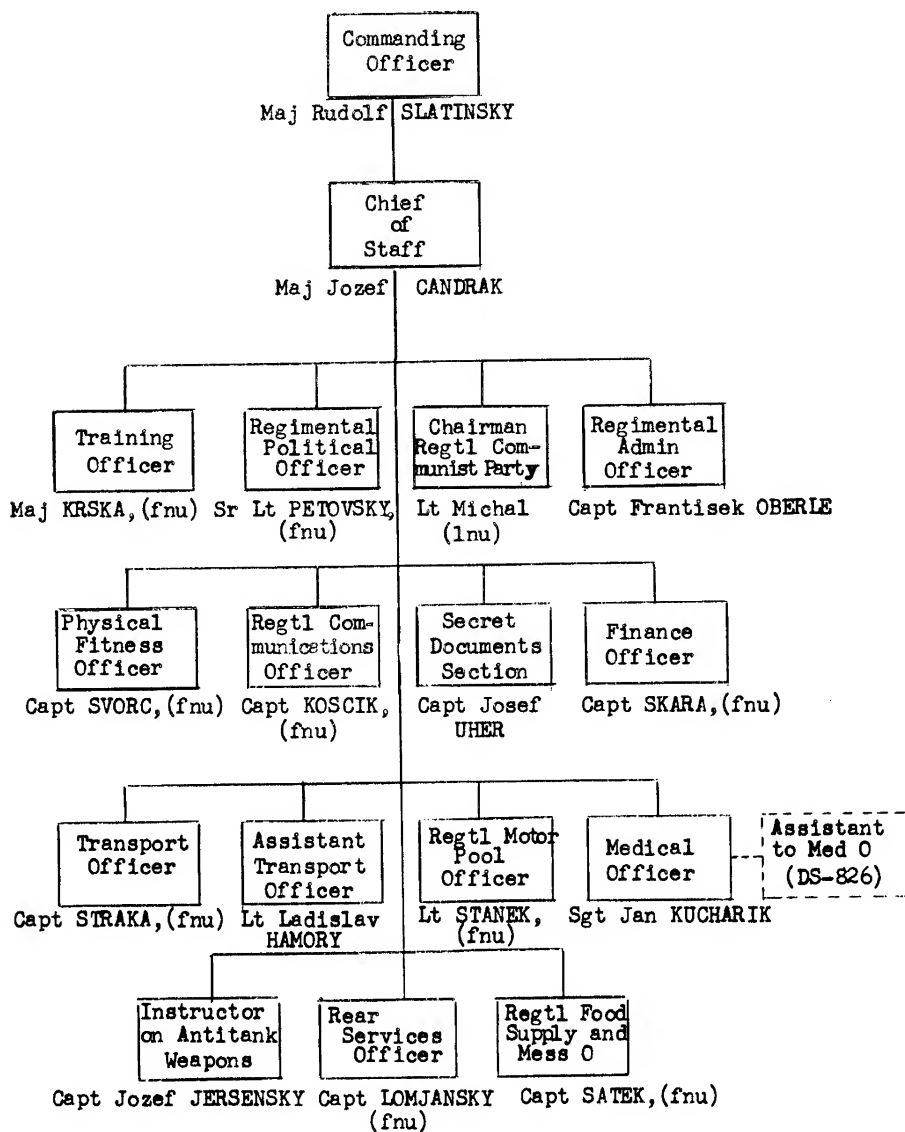 Commanding
Officer
Maj Rudolf SLATINSKY
Chief
of
Staff
Maj Jozef CANDRAK
Training
Officer
Maj KRSKA, (fnu)
Regimental
Political
Officer
Sr Lt PETOVSKY,
(fnu)
Chairman
Regtl Com-
munist Party
Lt Michal
(lnu)
Regimental
Admin
Officer
Capt Frantisek OBERLE
Physical
Fitness
Officer
Capt SVORC, (fnu)
Regtl Com-
munications
Officer
Capt KOSCIK,
(fnu)
Secret
Documents
Section
Capt Josef
UHER
Finance
Officer
Capt SKARA, (fnu)
Transport
Officer
Capt STRAKA, (fnu)
Assistant
Transport
Officer
Lt Ladislav
HAMORY
Regtl Motor
Pool
Officer
Lt STANEK,
(fnu)
Medical
Officer
Sgt Jan KUCHARIK
Assistant
to Med O
(DS-826)
Instructor
on Antitank
Weapons
Capt Jozef JERSENSKY
Rear
Services
Officer
Capt LOMJANSKY
(fnu)
Regtl Food
Supply and
Mess O
Capt SATEK, (fnu)